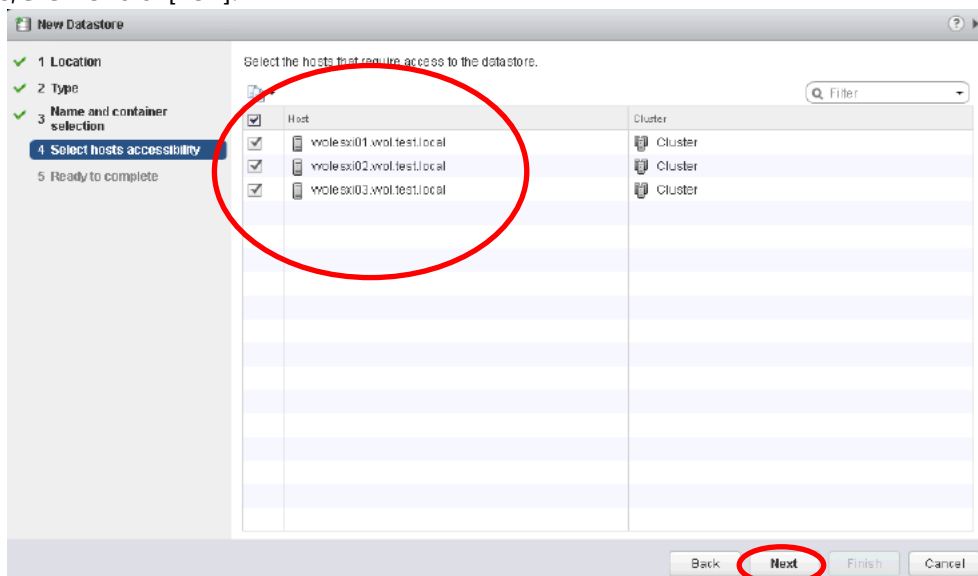 New Datastore
1 Location
2 Type
3 Name and container selection
4 Select hosts accessibility
5 Ready to complete
Select the hosts that require access to the datastore.
Filter
Host Cluster
wolesxi01.wol.test.local Cluster
wolesxi02.wol.test.local Cluster
wolesxi03.wol.test.local Cluster
Back Next Finish Cancel